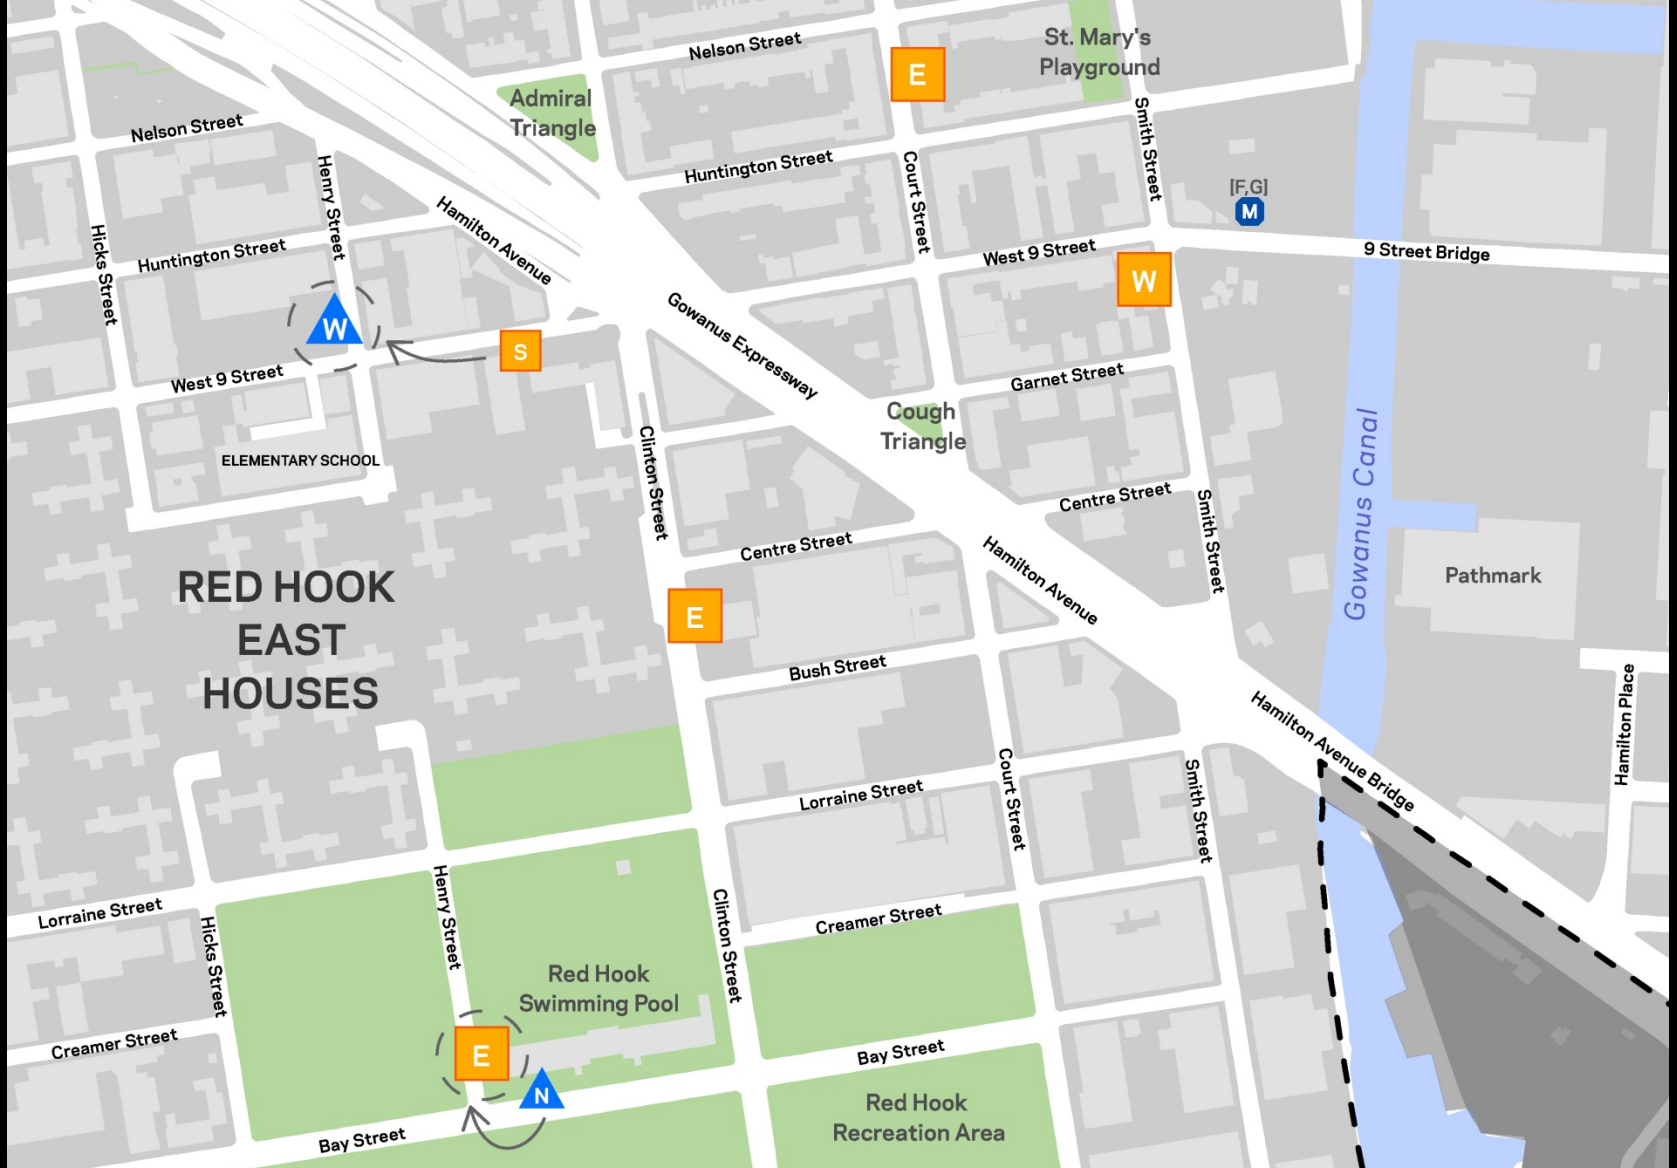 Nelson Street
St. Mary's
Playground
E
Admiral
Triangle
Nelson Street
Smith Street
Huntington Street
Henry Street
Court Street
[F,G]
M
Hamilton Avenue
Hicks Street
Huntington Street
West 9 Street
9 Street Bridge
W
Gowanus Expressway
W
S
West 9 Street
Garnet Street
Cough
Triangle
Clinton Street
Gowanus Canal
ELEMENTARY SCHOOL
Centre Street
Smith Street
Centre Street
Hamilton Avenue
RED HOOK
EAST
HOUSES
Pathmark
E
Bush Street
Hamilton Place
Hamilton Avenue Bridge
Lorraine Street
Court Street
Smith Street
Lorraine Street
Henry Street
Hicks Street
Clinton Street
Creamer Street
Red Hook
Swimming Pool
Creamer Street
E
N
Bay Street
Bay Street
Red Hook
Recreation Area